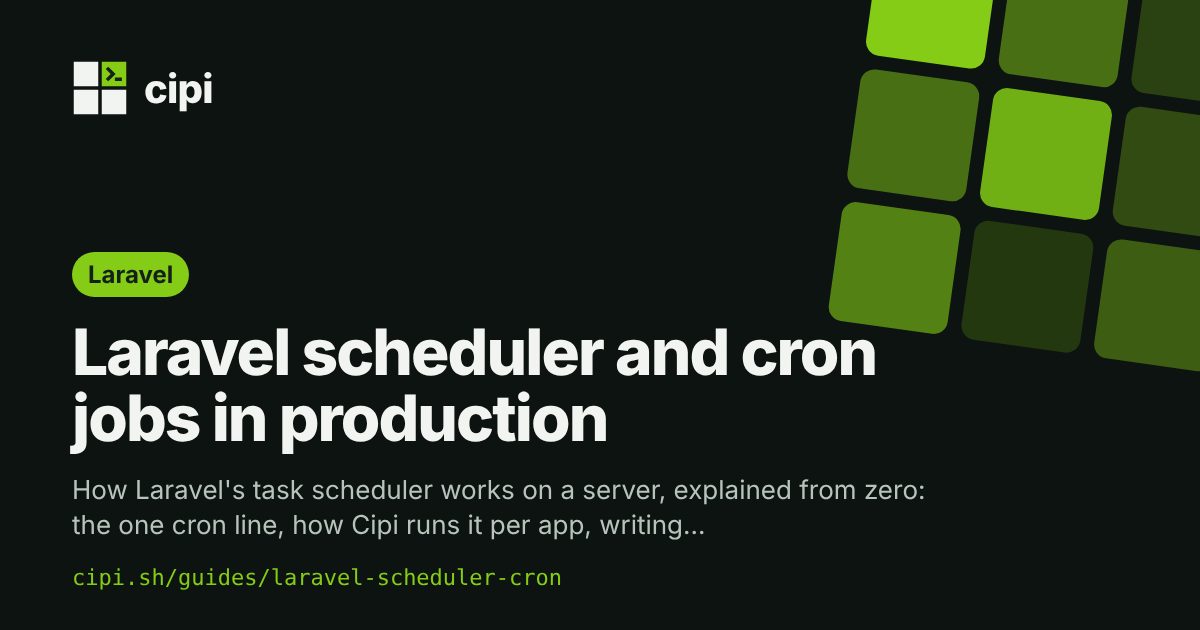 cipi
Laravel
Laravel scheduler and cron
jobs in production
How Laravel's task scheduler works on a server, explained from zero:
the one cron line, how Cipi runs it per app, writing...
cipi.sh/guides/laravel-scheduler-cron